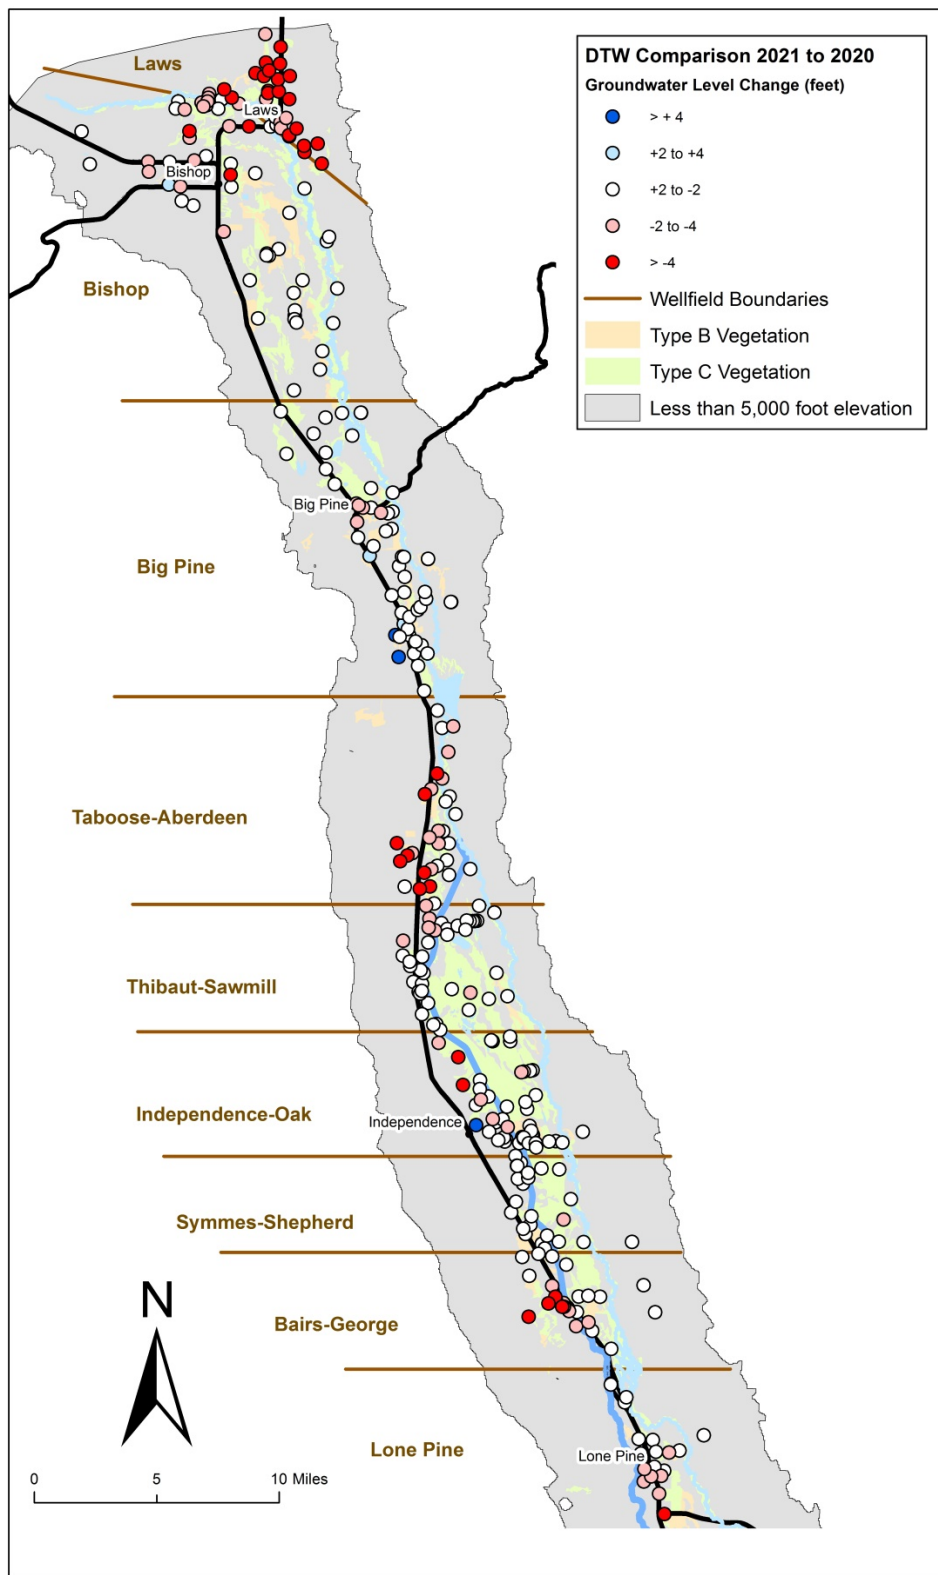 DTW Comparison 2021 to 2020
Groundwater Level Change (feet)
> + 4
+2 to +4
+2 to -2
-2 to -4
> -4
Wellfield Boundaries
Type B Vegetation
Type C Vegetation
Less than 5,000 foot elevation
Laws
Laws
Bishop
Bishop
Big Pine
Big Pine
Taboose-Aberdeen
Thibaut-Sawmill
Independence-Oak
Independence
Symmes-Shepherd
N
Bairs-George
Lone Pine
Lone Pine
0 5 10 Miles